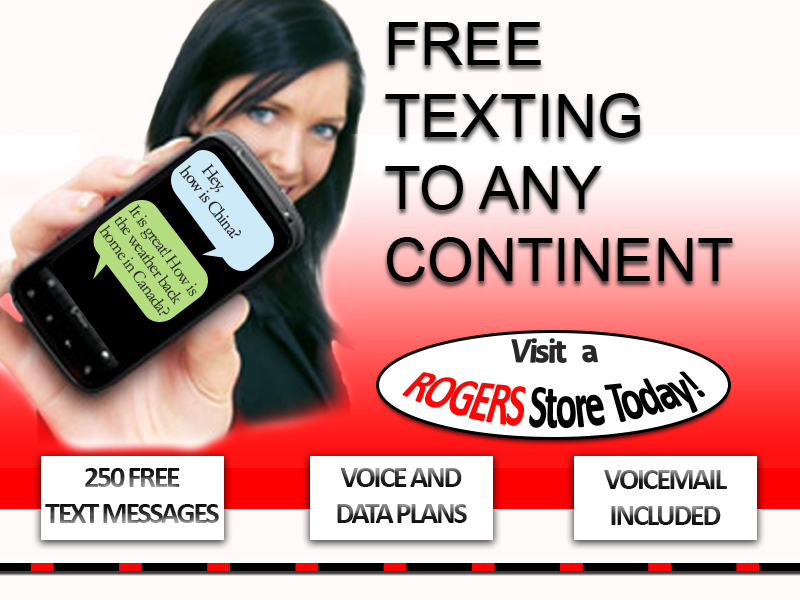 FREE
TEXTING
TO ANY
CONTINENT
Hey,
how is China?
It is great! How is
the weather back
home in Canada?
Visit a
ROGERS Store Today!
250 FREE
TEXT MESSAGES
VOICE AND
DATA PLANS
VOICEMAIL
INCLUDED